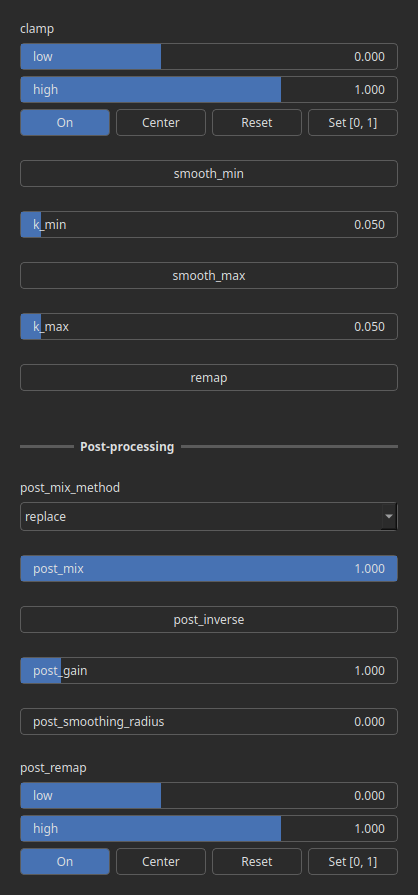 clamp
low 0.000
high 1.000
On Center Reset Set [0, 1]
smooth_min
k_min 0.050
smooth_max
k_max 0.050
remap
Post-processing
post_mix_method
replace
post_mix 1.000
post_inverse
post_gain 1.000
post_smoothing_radius 0.000
post_remap
low 0.000
high 1.000
On Center Reset Set [0, 1]